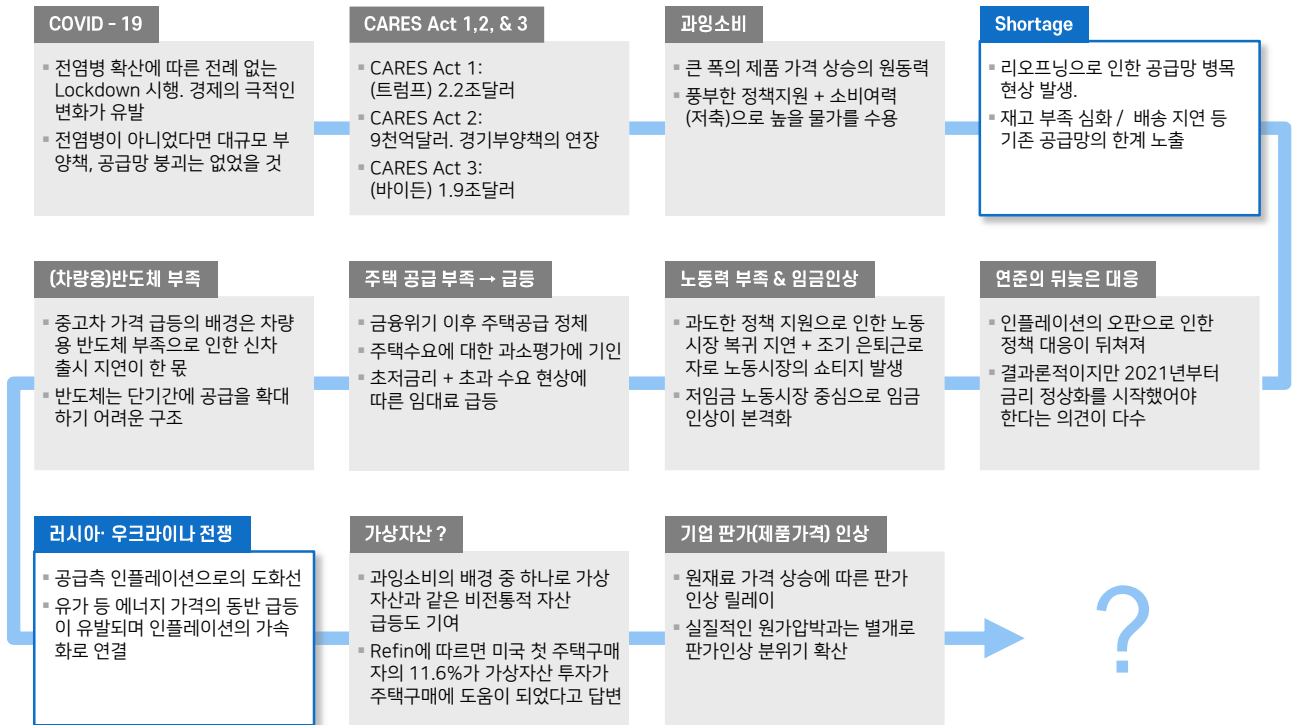 COVID - 19
전염병 확산에 따른 전례 없는
Lockdown 시행. 경제의 극적인
변화가 유발
전염병이 아니었다면 대규모 부
양책, 공급망 붕괴는 없었을 것
CARES Act 1,2, & 3
CARES Act 1:
(트럼프) 2.2조달러
CARES Act 2:
9천억달러. 경기부양책의 연장
CARES Act 3:
(바이든) 1.9조달러
과잉소비
큰 폭의 제품 가격 상승의 원동력
풍부한 정책지원 + 소비여력
(저축)으로 높을 물가를 수용
Shortage
리오프닝으로 인한 공급망 병목
현상 발생.
재고 부족 심화 / 배송 지연 등
기존 공급망의 한계 노출
(차량용)반도체 부족
중고차 가격 급등의 배경은 차량
용 반도체 부족으로 인한 신차
출시 지연이 한 몫
반도체는 단기간에 공급을 확대
하기 어려운 구조
주택 공급 부족 → 급등
금융위기 이후 주택공급 정체
주택수요에 대한 과소평가에 기인
초저금리 + 초과 수요 현상에
따른 임대료 급등
노동력 부족 & 임금인상
과도한 정책 지원으로 인한 노동
시장 복귀 지연 + 조기 은퇴근로
자로 노동시장의 쇼티지 발생
저임금 노동시장 중심으로 임금
인상이 본격화
연준의 뒤늦은 대응
인플레이션의 오판으로 인한
정책 대응이 뒤쳐져
결과론적이지만 2021년부터
금리 정상화를 시작했어야
한다는 의견이 다수
러시아· 우크라이나 전쟁
공급측 인플레이션으로의 도화선
유가 등 에너지 가격의 동반 급등
이 유발되며 인플레이션의 가속
화로 연결
가상자산 ?
과잉소비의 배경 중 하나로 가상
자산과 같은 비전통적 자산
급등도 기여
Refin에 따르면 미국 첫 주택구매
자의 11.6%가 가상자산 투자가
주택구매에 도움이 되었다고 답변
기업 판가(제품가격) 인상
원재료 가격 상승에 따른 판가
인상 릴레이
실질적인 원가압박과는 별개로
판가인상 분위기 확산
?